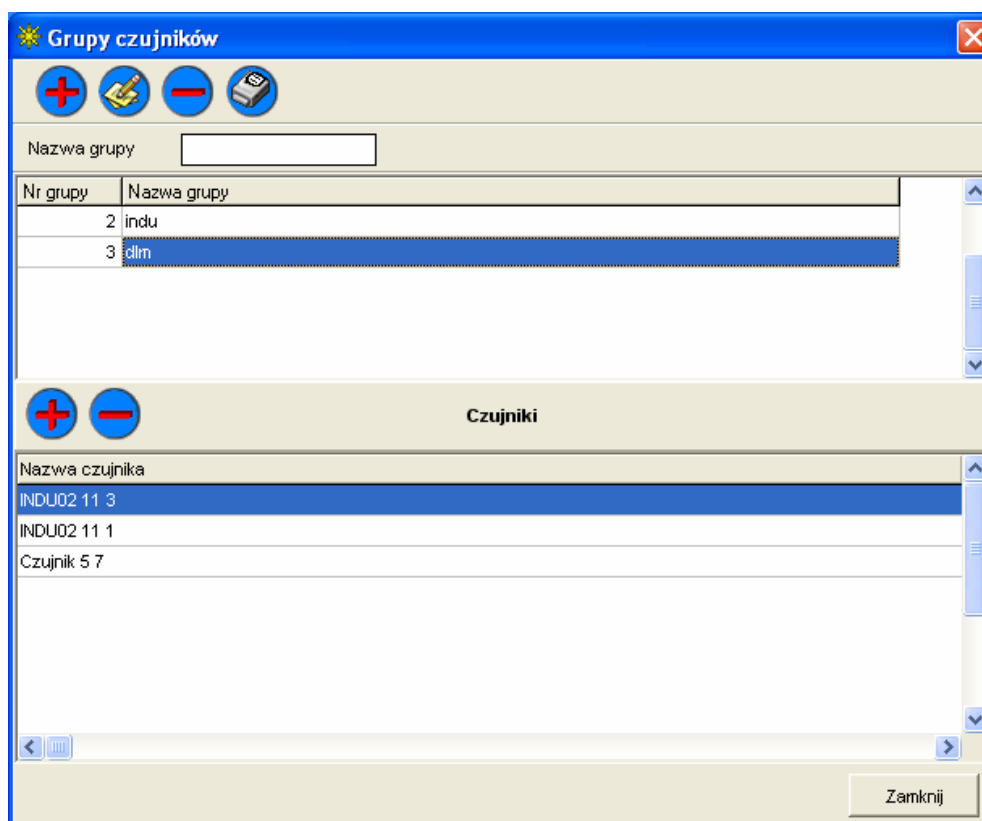 Grupy czujników
Nazwa grupy
Nr grupy Nazwa grupy
2 indu
3 dlm
Czujniki
Nazwa czujnika
INDU02 11 3
INDU02 11 1
Czujnik 5 7
Zamknij